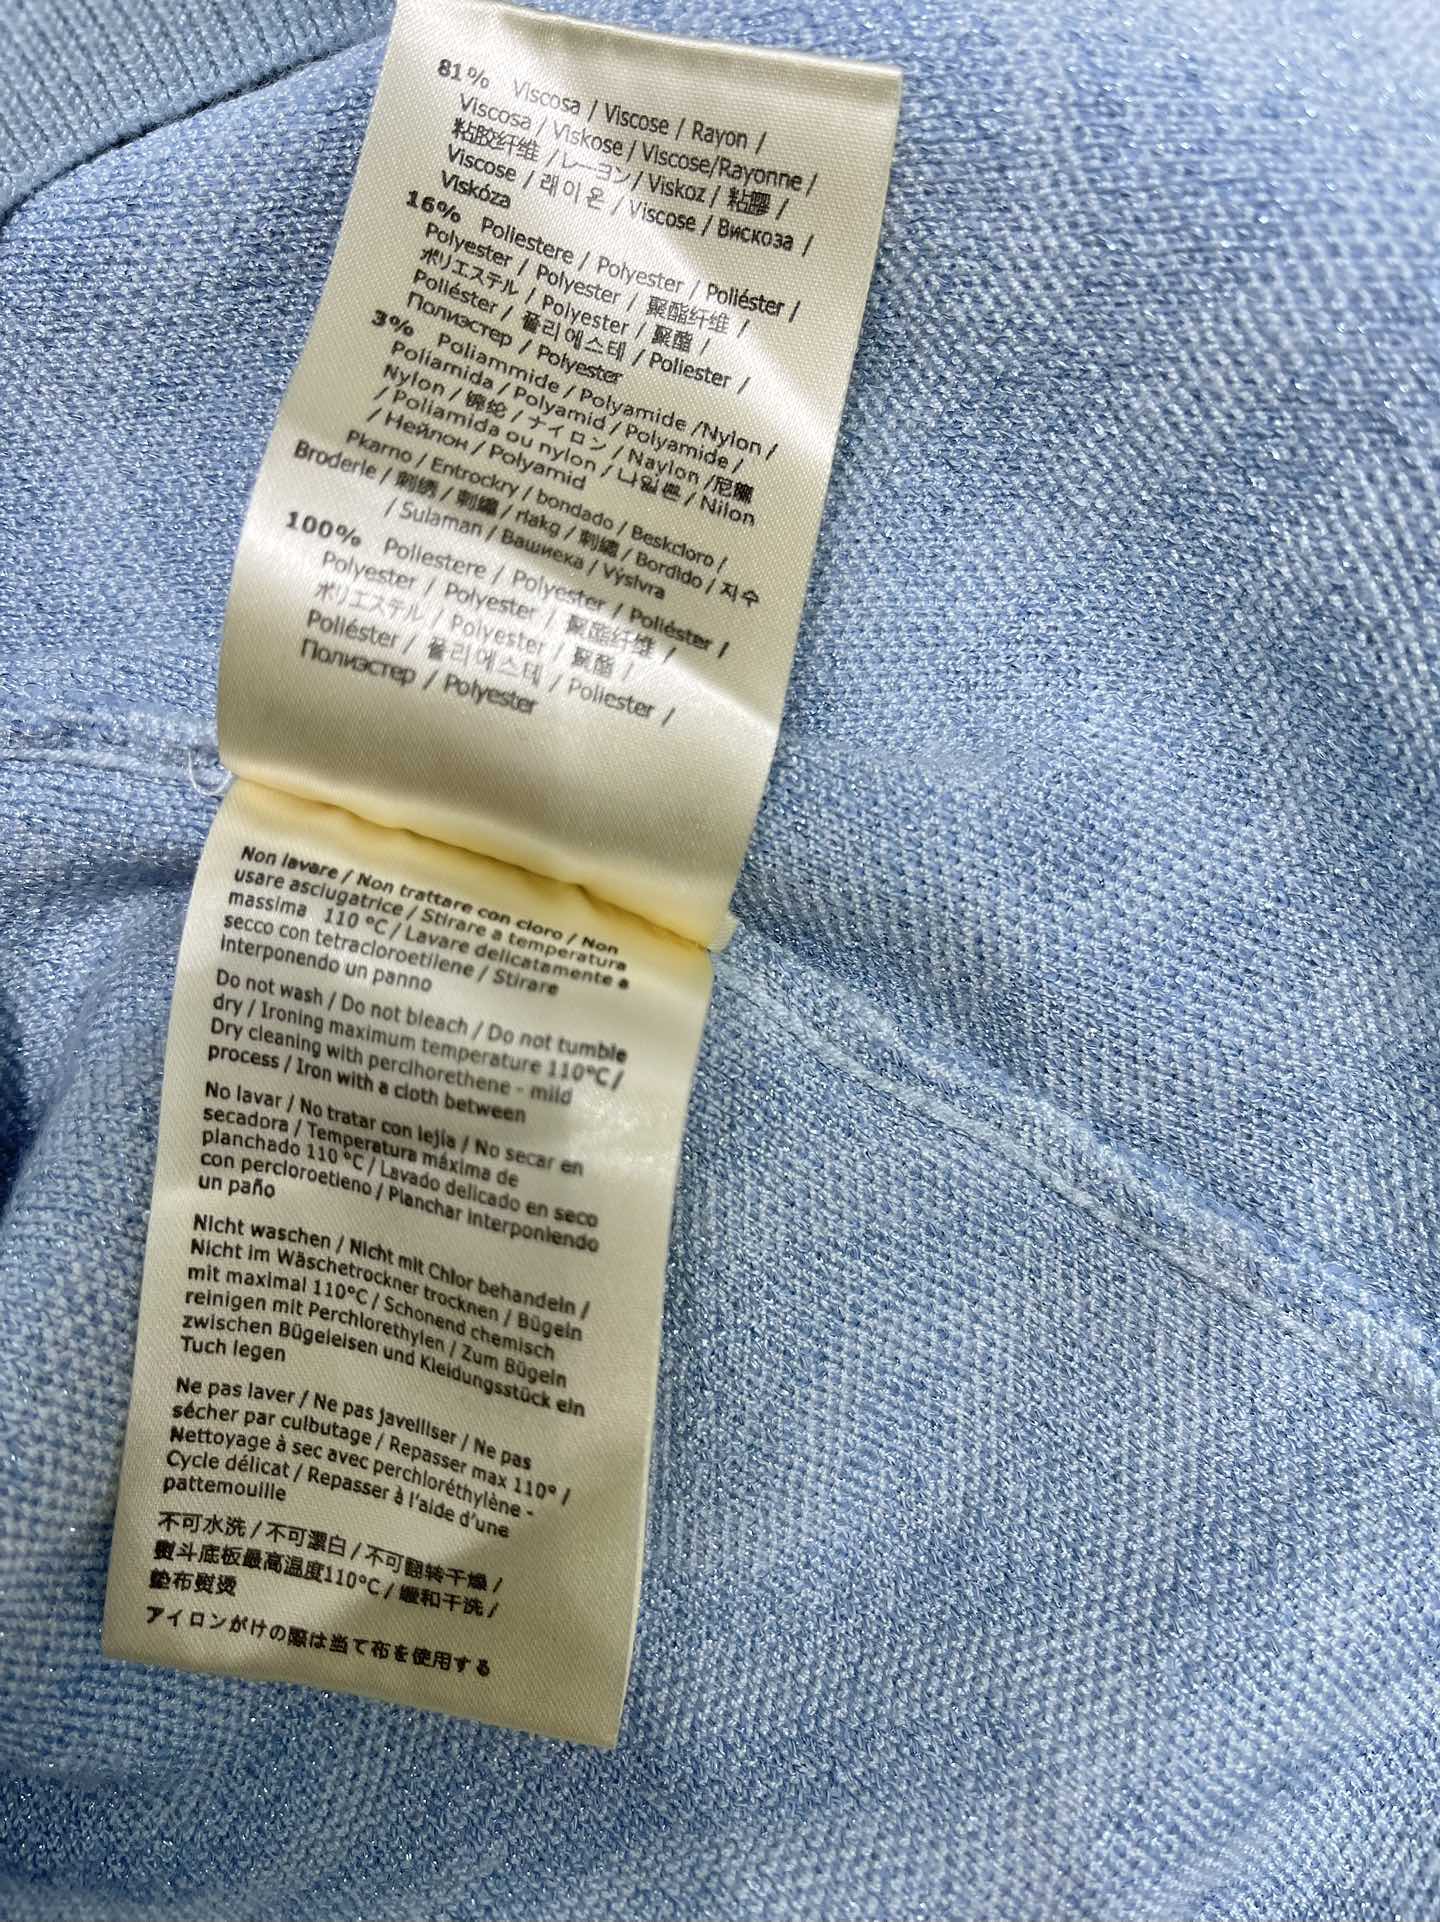 81% Viscosa / Viscose / Rayon /
Viscosa / Viskose / Viscose/Rayonne /
粘胶纤维 / レーヨン / Viskoz / 粘膠 /
Viscose / 레이온 / Viscose / Вискоза /
Viskóza
16% Poliestere / Polyester / Poliéster /
Polyester / Polyester / 聚酯纤维 /
ポリエステル / Polyester / 聚酯 /
Poliéster / 폴리에스테 / Poliester /
Полиэстер / Polyester
3% Poliammide / Polyamide /Nylon /
Poliamida / Polyamid / Polyamide /
Nylon / 锦纶 / ナイロン / Naylon /尼龍
/ Poliamida ou nylon / 나일론 / Nilon
/ Нейлон / Polyamid
Pkarno / Entrockry / bondado / Beskcloro /
Broderle / 刺绣 / 刺繡 / rlakg / 刺繡 / Bordido / 지수
/ Sulaman / Вашиека / Výsivra
100% Poliestere / Polyester / Poliéster /
Polyester / Polyester / 聚酯纤维 /
ポリエステル / Polyester / 聚酯 /
Poliéster / 폴리에스테 / Poliester /
Полиэстер / Polyester
Non lavare / Non trattare con cloro / Non
usare asciugatrice / Stirare a temperatura
massima 110 °C / Lavare delicatamente a
secco con tetracloroetilene / Stirare
interponendo un panno
Do not wash / Do not bleach / Do not tumble
dry / Ironing maximum temperature 110°C /
Dry cleaning with perclhorethene - mild
process / Iron with a cloth between
No lavar / No tratar con lejía / No secar en
secadora / Temperatura máxima de
planchado 110 °C / Lavado delicado en seco
con percloroetleno / Planchar interponiendo
un paño
Nicht waschen / Nicht mit Chlor behandeln /
Nicht im Wäschetrockner trocknen / Bügeln
mit maximal 110°C / Schonend chemisch
reinigen mit Perchlorethylen / Zum Bügeln
zwischen Bügeleisen und Kleidungsstück ein
Tuch legen
Ne pas laver / Ne pas javelliser / Ne pas
sécher par culbutage / Repasser max 110° /
Nettoyage à sec avec perchloréthylène -
Cycle délicat / Repasser à l'aide d'une
pattemouille
不可水洗 / 不可漂白 / 不可翻转干燥 /
熨斗底板最高温度110°C / 缓和干洗 /
垫布熨烫
アイロンがけの際は当て布を使用する